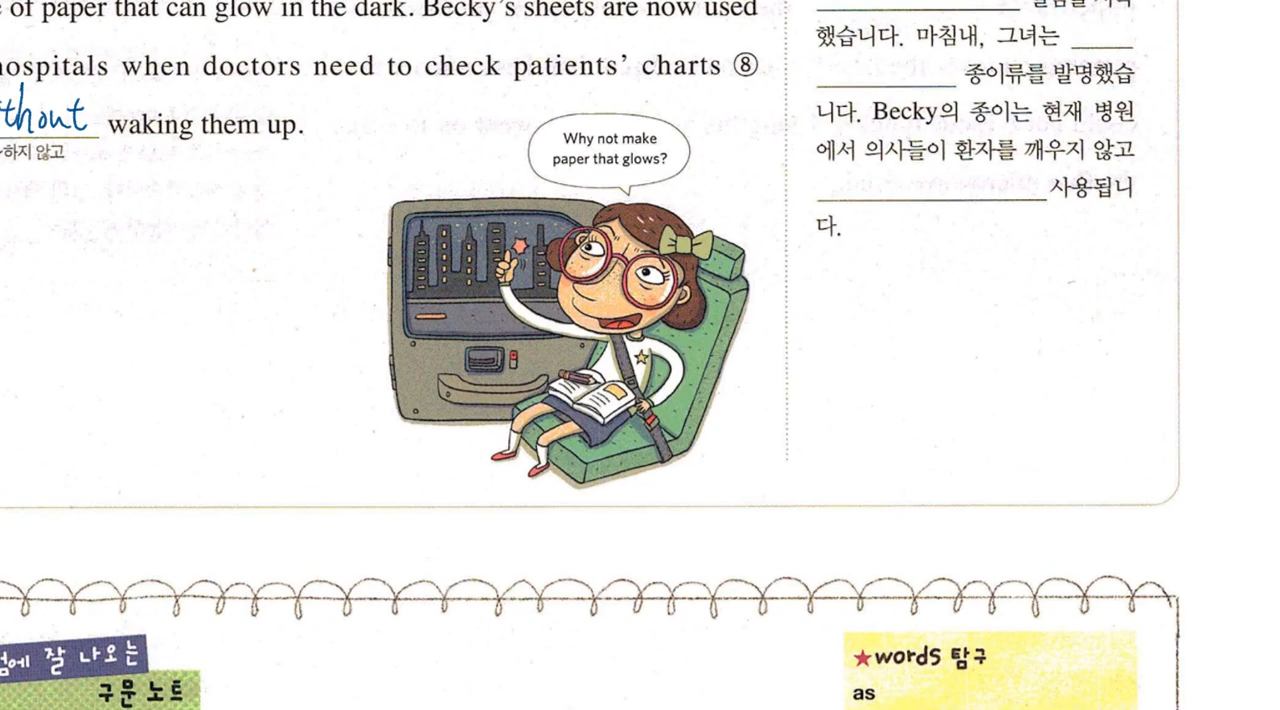 of paper that can glow in the dark. Becky's sheets are now used
hospitals when doctors need to check patients' charts ⑧
thout waking them up.
~하지 않고
Why not make
paper that glows?
했습니다. 마침내, 그녀는
종이류를 발명했습
니다. Becky의 종이는 현재 병원
에서 의사들이 환자를 깨우지 않고
사용됩니
다.
에 잘 나오는
구문 노트
★words 탐구
as